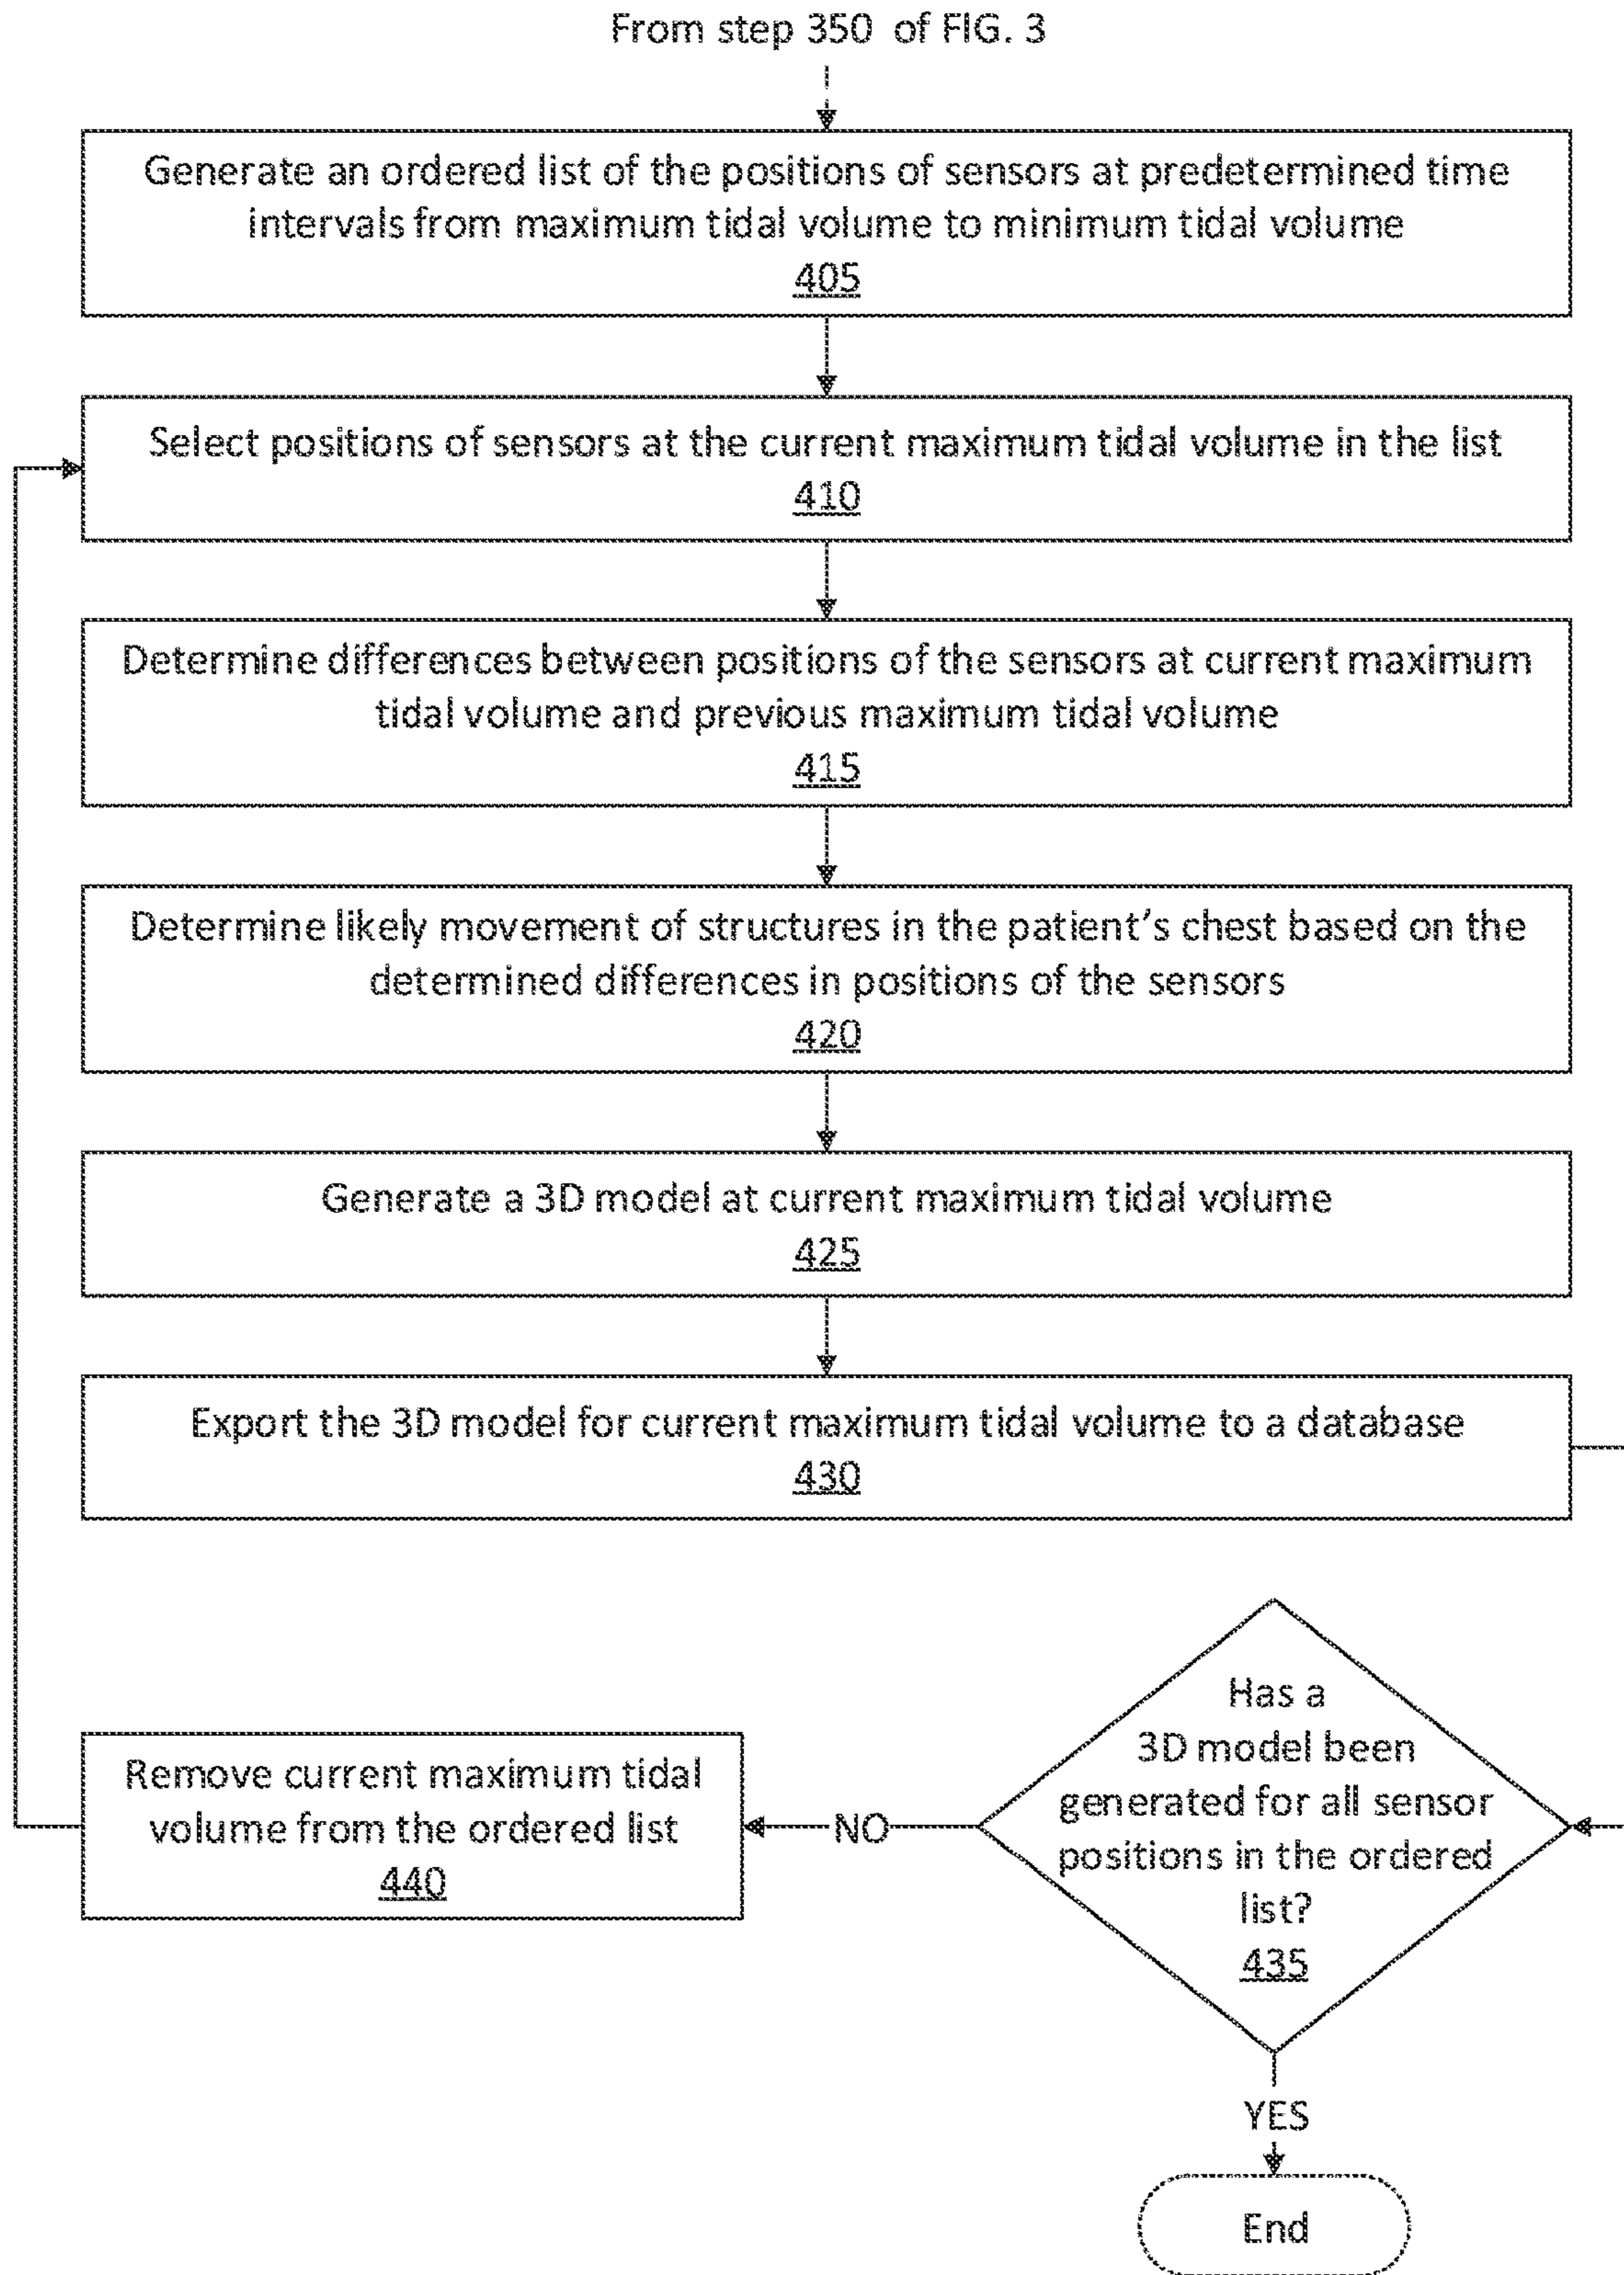 From step 350 of FIG. 3
Generate an ordered list of the positions of sensors at predetermined time
intervals from maximum tidal volume to minimum tidal volume
405
Select positions of sensors at the current maximum tidal volume in the list
410
Determine differences between positions of the sensors at current maximum
tidal volume and previous maximum tidal volume
415
Determine likely movement of structures in the patient's chest based on the
determined differences in positions of the sensors
420
Generate a 3D model at current maximum tidal volume
425
Export the 3D model for current maximum tidal volume to a database
430
Has a
3D model been
generated for all sensor
positions in the ordered
list?
435
NO
Remove current maximum tidal
volume from the ordered list
440
YES
End